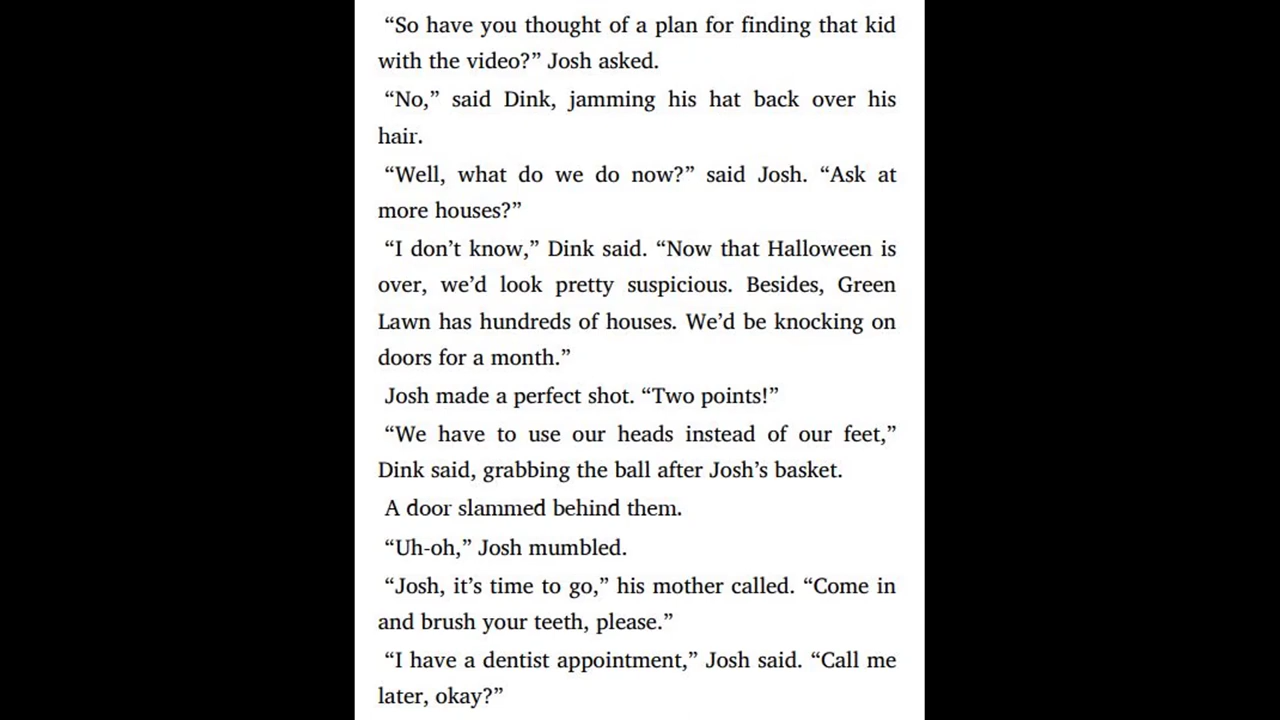 “So have you thought of a plan for finding that kid
with the video?” Josh asked.
“No,” said Dink, jamming his hat back over his
hair.
“Well, what do we do now?” said Josh. “Ask at
more houses?”
“I don’t know,” Dink said. “Now that Halloween is
over, we’d look pretty suspicious. Besides, Green
Lawn has hundreds of houses. We’d be knocking on
doors for a month.”
Josh made a perfect shot. “Two points!”
“We have to use our heads instead of our feet,”
Dink said, grabbing the ball after Josh’s basket.
A door slammed behind them.
“Uh-oh,” Josh mumbled.
“Josh, it’s time to go,” his mother called. “Come in
and brush your teeth, please.”
“I have a dentist appointment,” Josh said. “Call me
later, okay?”